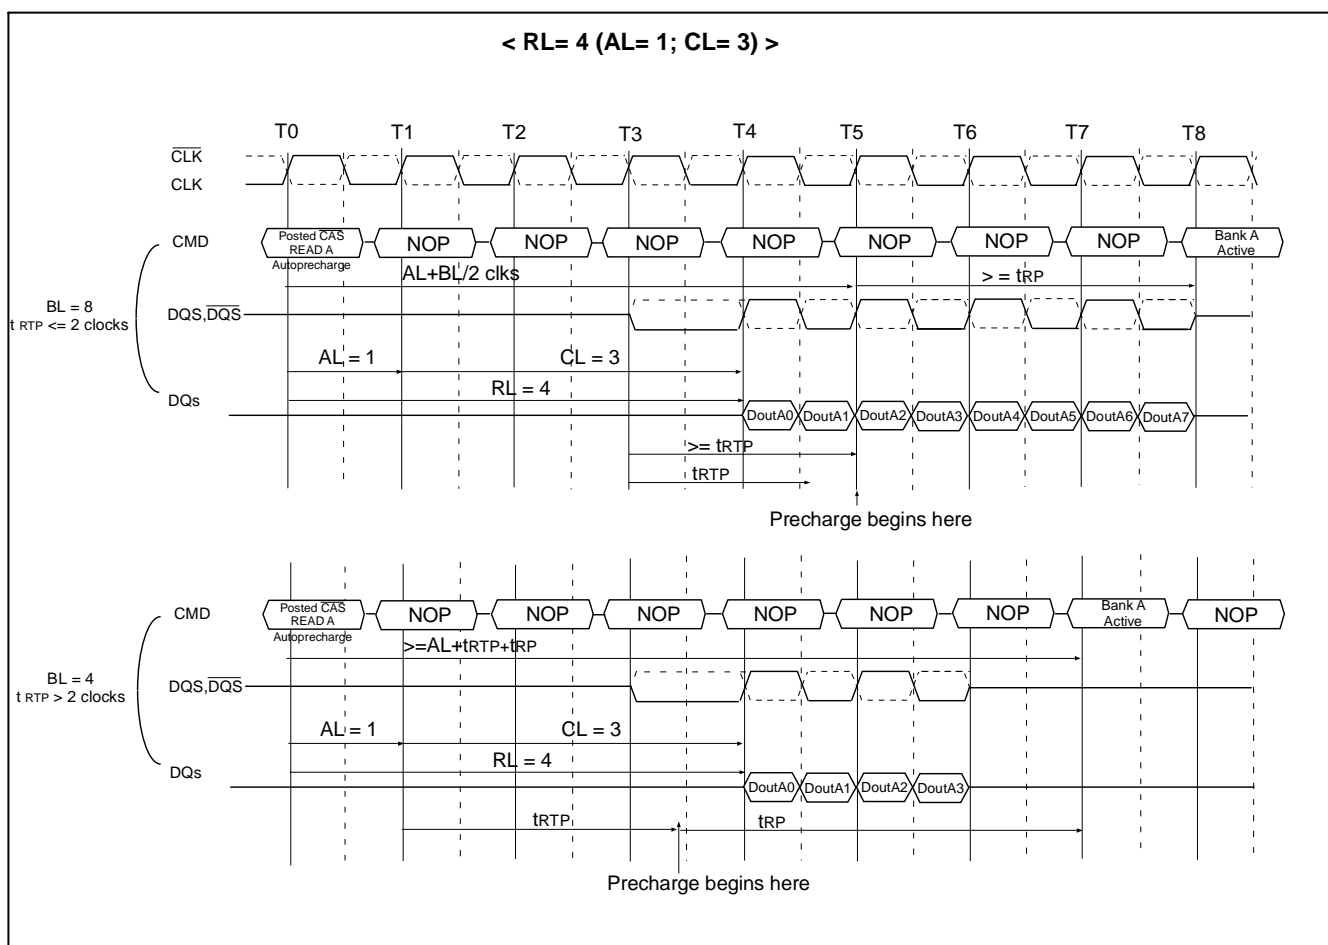 < RL= 4 (AL= 1; CL= 3) >
T0 T1 T2 T3 T4 T5 T6 T7 T8
CLK
CLK
CMD
Posted CAS
READ A
Autoprecharge
NOP NOP NOP NOP NOP NOP NOP
Bank A
Active
AL+BL/2 clks
> = tRP
BL = 8
t RTP <= 2 clocks
DQS,DQS
AL = 1
CL = 3
RL = 4
DQs
DoutA0 DoutA1 DoutA2 DoutA3 DoutA4 DoutA5 DoutA6 DoutA7
>= tRTP
tRTP
Precharge begins here
CMD
Posted CAS
READ A
Autoprecharge
NOP NOP NOP NOP NOP NOP
Bank A
Active
NOP
>=AL+tRTP+tRP
BL = 4
t RTP > 2 clocks
DQS,DQS
AL = 1
CL = 3
RL = 4
DQs
DoutA0 DoutA1 DoutA2 DoutA3
tRTP
tRP
Precharge begins here